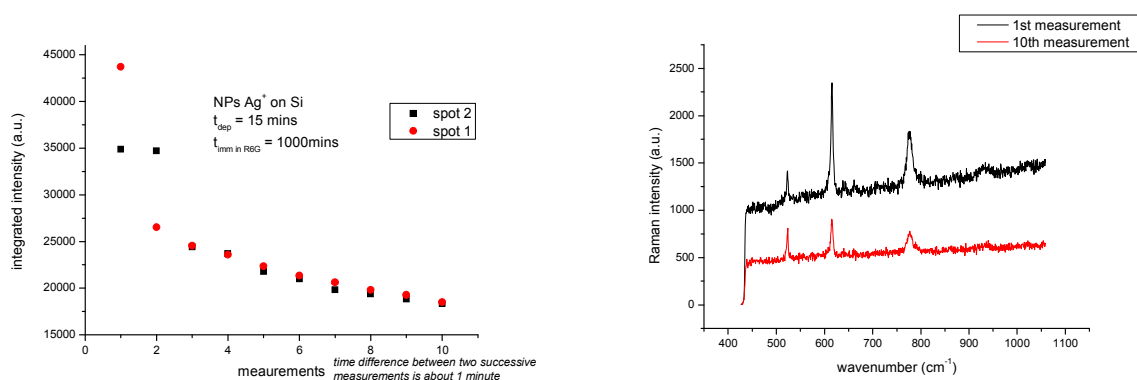 45000
40000
35000
30000
25000
20000
15000
integrated intensity (a.u.)
NPs Ag+ on Si
tdep = 15 mins
timm in R6G = 1000mins
spot 2
spot 1
0
2
4
6
8
10
meaurements
time difference between two successive
measurements is about 1 minute
1st measurement
10th measurement
2500
2000
1500
1000
500
0
Raman intensity (a.u.)
400
500
600
700
800
900
1000
1100
wavenumber (cm-1)